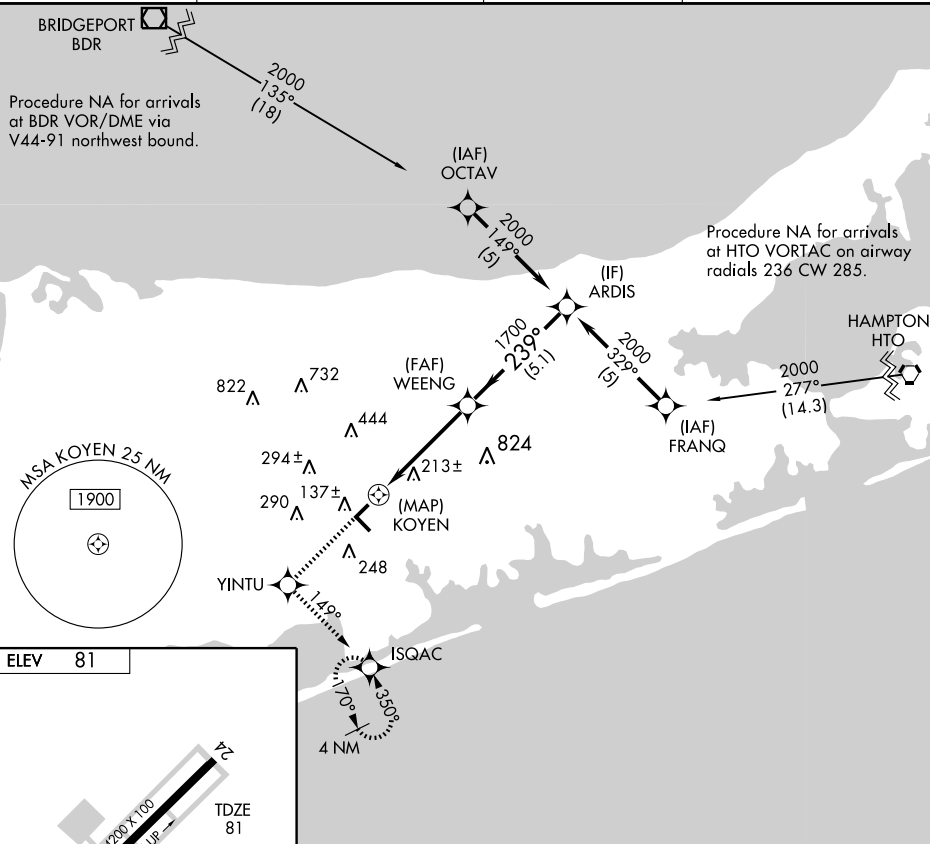 BRIDGEPORT
BDR
2000
135°
(18)
Procedure NA for arrivals
at BDR VOR/DME via
V44-91 northwest bound.
(IAF)
OCTAV
2000
149°
(5)
Procedure NA for arrivals
at HTO VORTAC on airway
radials 236 CW 285.
(IF)
ARDIS
HAMPTON
HTO
1700
239°
(5.1)
2000
329°
(5)
2000
277°
(14.3)
(FAF)
WEENG
(IAF)
FRANQ
822
732
444
824
294±
213±
290
137±
(MAP)
KOYEN
248
MSA KOYEN 25 NM
1900
YINTU
149°
ISQAC
170°
350°
4 NM
ELEV 81
24
TDZE
81
4200 X 100
UP